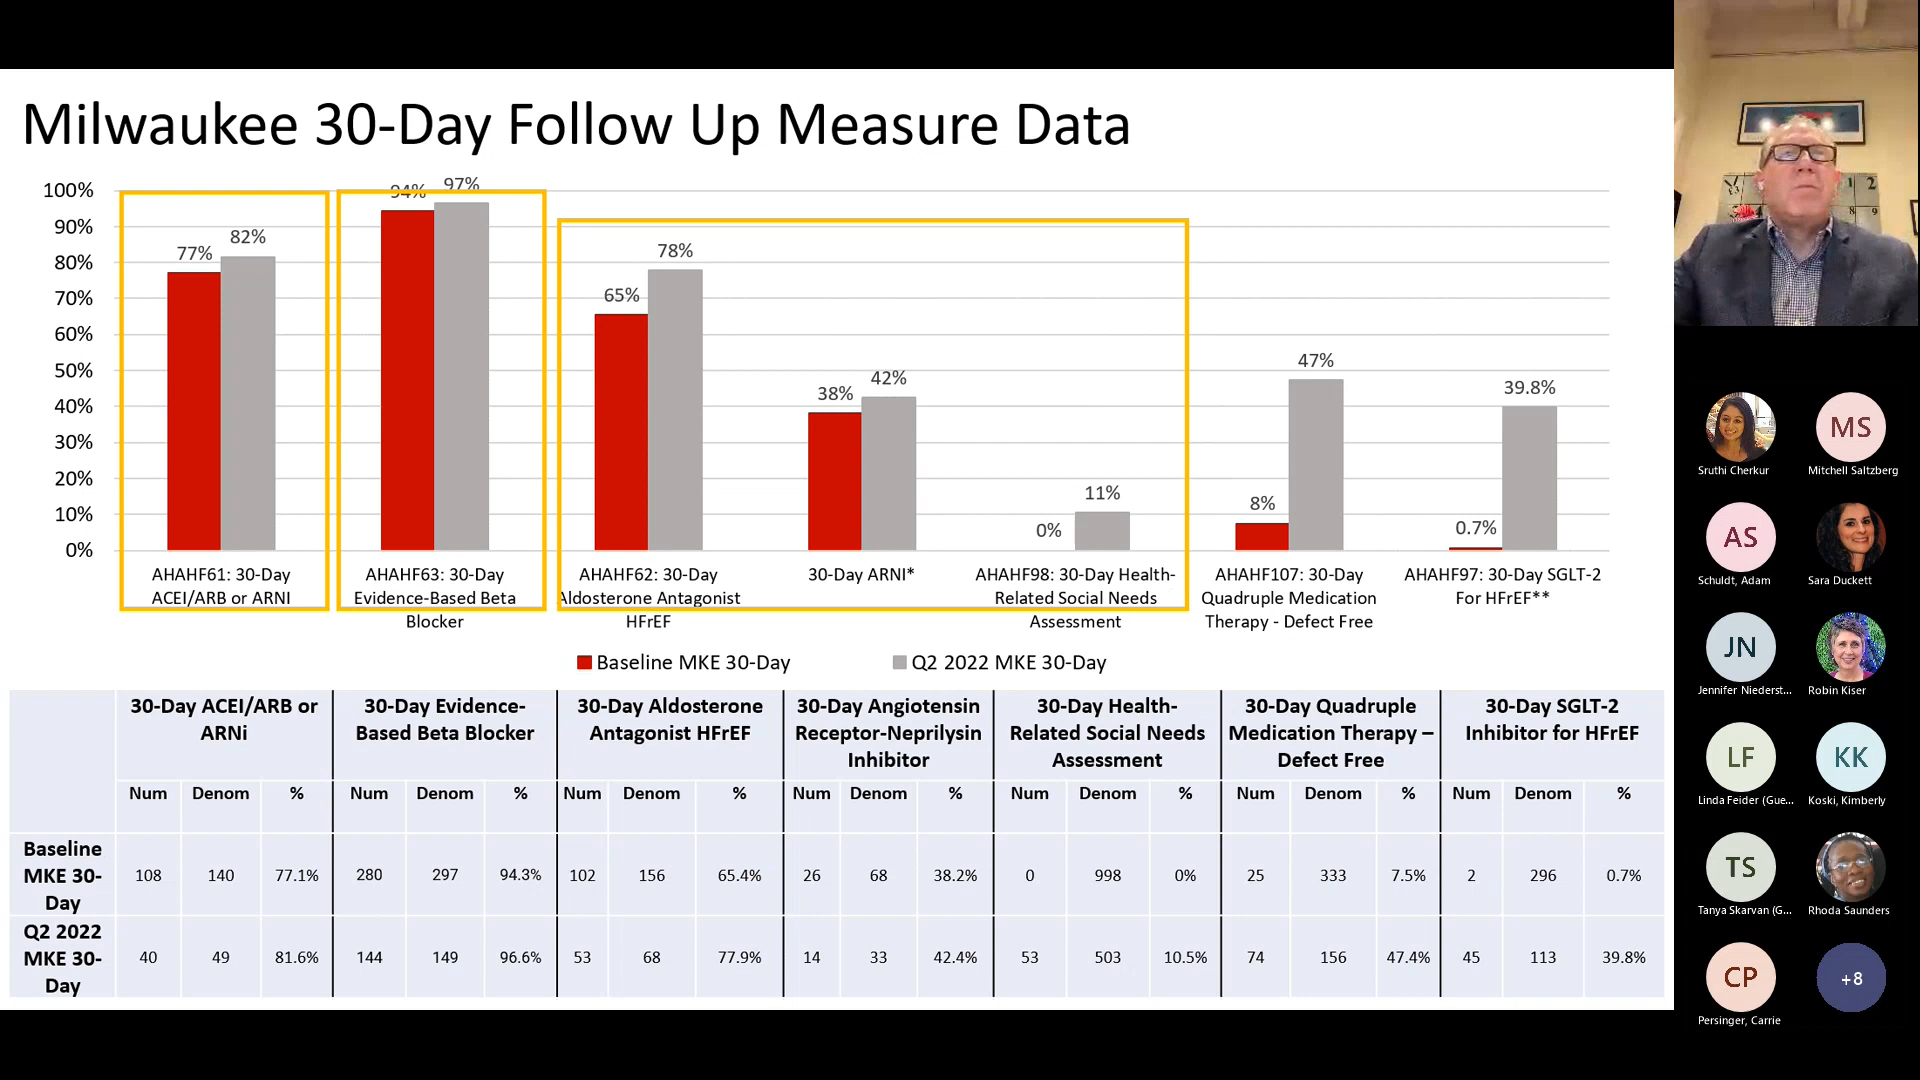 Milwaukee 30-Day Follow Up Measure Data
100%
90%
80%
70%
60%
50%
40%
30%
20%
10%
0%
77%
82%
94%
97%
65%
78%
38%
42%
0%
11%
8%
47%
0.7%
39.8%
AHAHF61: 30-Day
ACEI/ARB or ARNI
AHAHF63: 30-Day
Evidence-Based Beta
Blocker
AHAHF62: 30-Day
Aldosterone Antagonist
HFrEF
30-Day ARNI*
AHAHF98: 30-Day Health-
Related Social Needs
Assessment
AHAHF107: 30-Day
Quadruple Medication
Therapy - Defect Free
AHAHF97: 30-Day SGLT-2
For HFrEF**
Baseline MKE 30-Day
Q2 2022 MKE 30-Day
30-Day ACEI/ARB or
ARNi
30-Day Evidence-
Based Beta Blocker
30-Day Aldosterone
Antagonist HFrEF
30-Day Angiotensin
Receptor-Neprilysin
Inhibitor
30-Day Health-
Related Social Needs
Assessment
30-Day Quadruple
Medication Therapy –
Defect Free
30-Day SGLT-2
Inhibitor for HFrEF
Num Denom % Num Denom % Num Denom % Num Denom % Num Denom % Num Denom % Num Denom %
Baseline
MKE 30-
Day
108 140 77.1% 280 297 94.3% 102 156 65.4% 26 68 38.2% 0 998 0% 25 333 7.5% 2 296 0.7%
Q2 2022
MKE 30-
Day
40 49 81.6% 144 149 96.6% 53 68 77.9% 14 33 42.4% 53 503 10.5% 74 156 47.4% 45 113 39.8%
1 2
8 9
Sruthi Cherkur
MS
Mitchell Saltzberg
AS
Schuldt, Adam
Sara Duckett
JN
Jennifer Niederst...
Robin Kiser
LF
Linda Feider (Gue...
KK
Koski, Kimberly
TS
Tanya Skarvan (G...
Rhoda Saunders
CP
Persinger, Carrie
+8